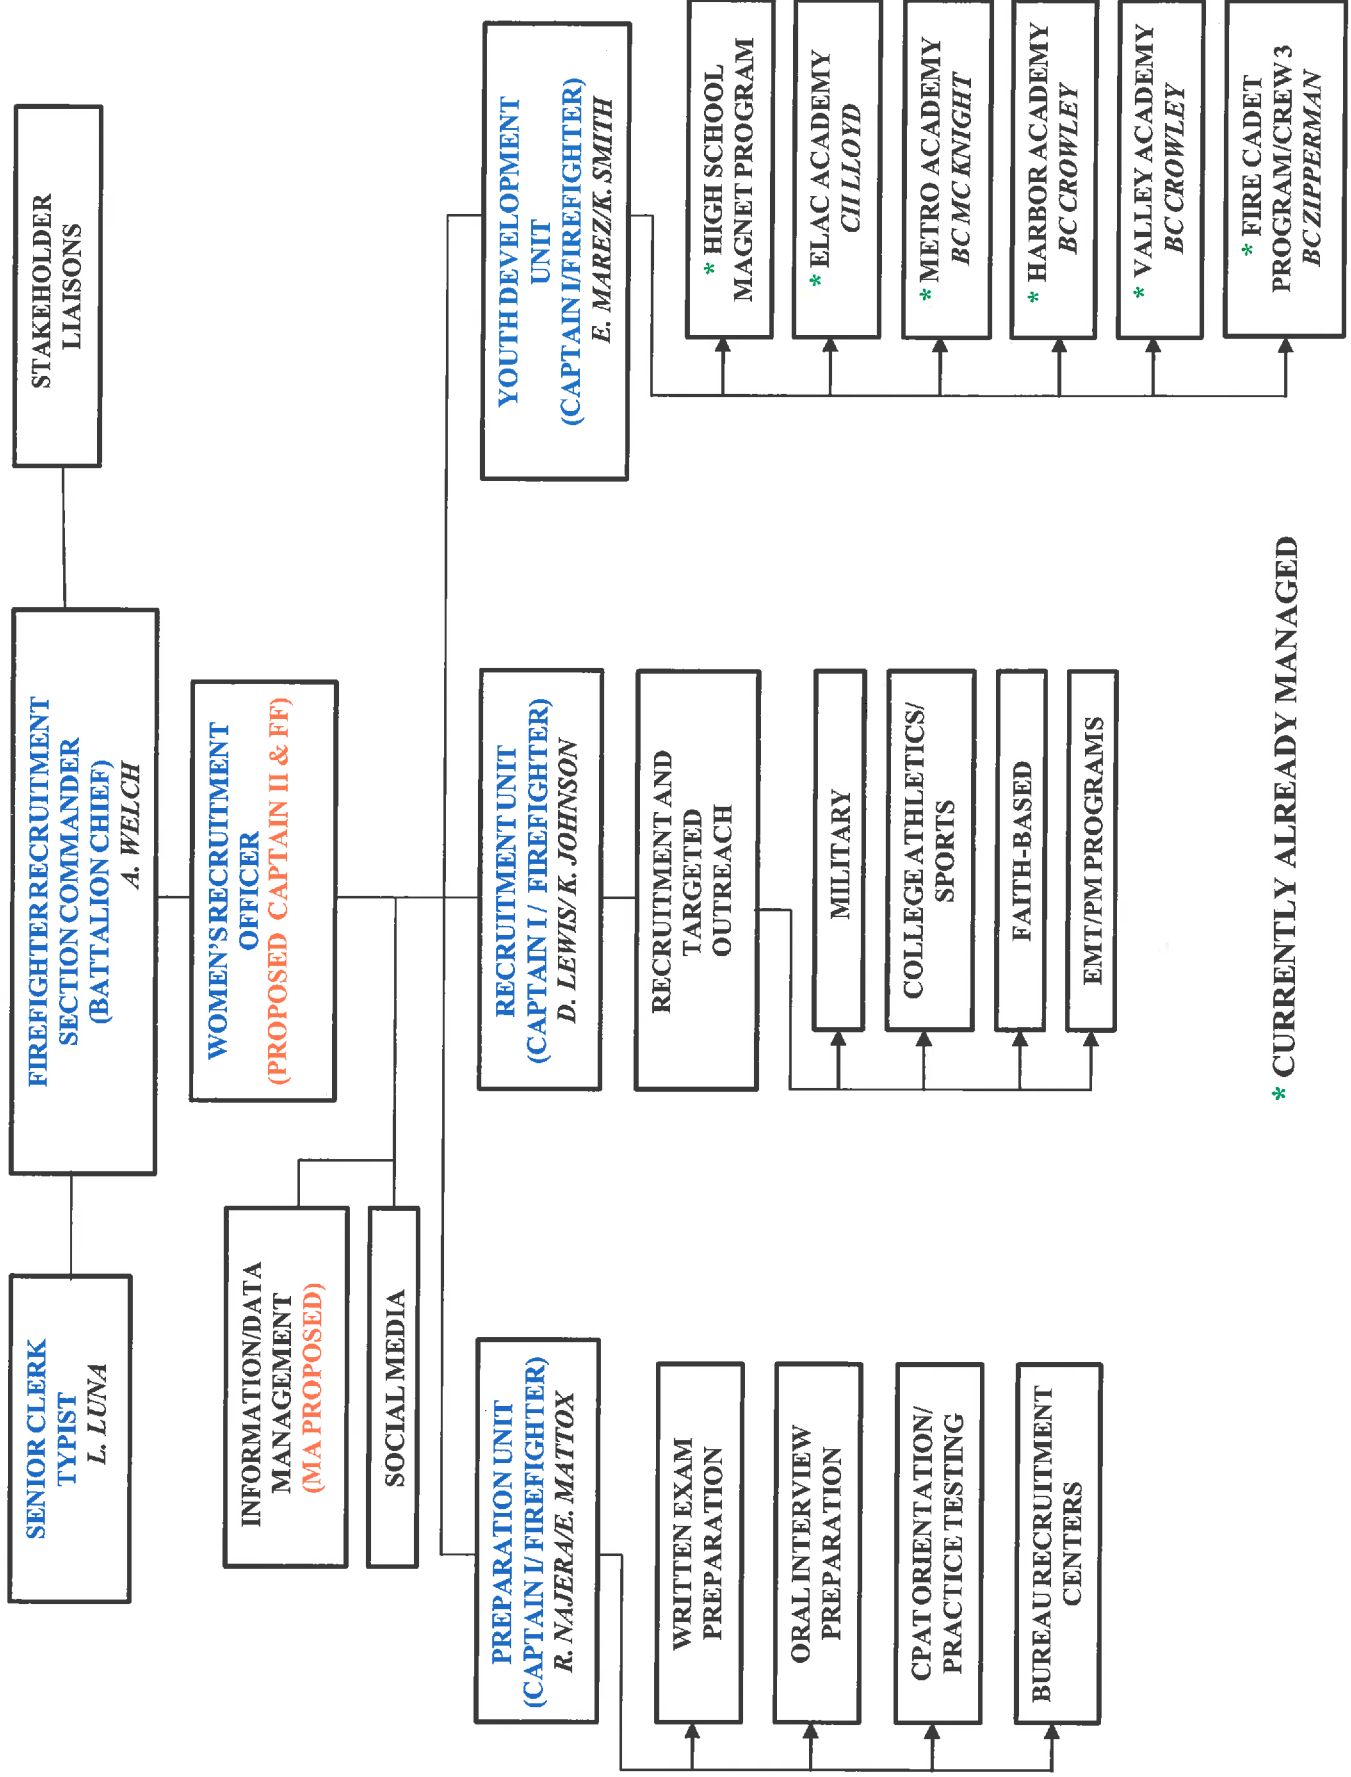 SENIOR CLERK
TYPIST
L. LUNA
FIREFIGHTER RECRUITMENT
SECTION COMMANDER
(BATTALION CHIEF)
A. WELCH
STAKEHOLDER
LIAISONS
WOMEN'S RECRUITMENT
OFFICER
(PROPOSED CAPTAIN II & FF)
INFORMATION/DATA
MANAGEMENT
(MA PROPOSED)
SOCIAL MEDIA
PREPARATION UNIT
(CAPTAIN I/ FIREFIGHTER)
R. NAJERA/E. MATTOX
WRITTEN EXAM
PREPARATION
ORAL INTERVIEW
PREPARATION
CPAT ORIENTATION/
PRACTICE TESTING
BUREAU RECRUITMENT
CENTERS
RECRUITMENT UNIT
(CAPTAIN I / FIREFIGHTER)
D. LEWIS/ K. JOHNSON
RECRUITMENT AND
TARGETED
OUTREACH
MILITARY
COLLEGE ATHLETICS/
SPORTS
FAITH-BASED
EMT/PM PROGRAMS
YOUTH DEVELOPMENT
UNIT
(CAPTAIN I/FIREFIGHTER)
E. MAREZ/K. SMITH
* HIGH SCHOOL
MAGNET PROGRAM
* ELAC ACADEMY
CII LLOYD
* METRO ACADEMY
BC MC KNIGHT
* HARBOR ACADEMY
BC CROWLEY
* VALLEY ACADEMY
BC CROWLEY
* FIRE CADET
PROGRAM/CREW 3
BC ZIPPERMAN
* CURRENTLY ALREADY MANAGED